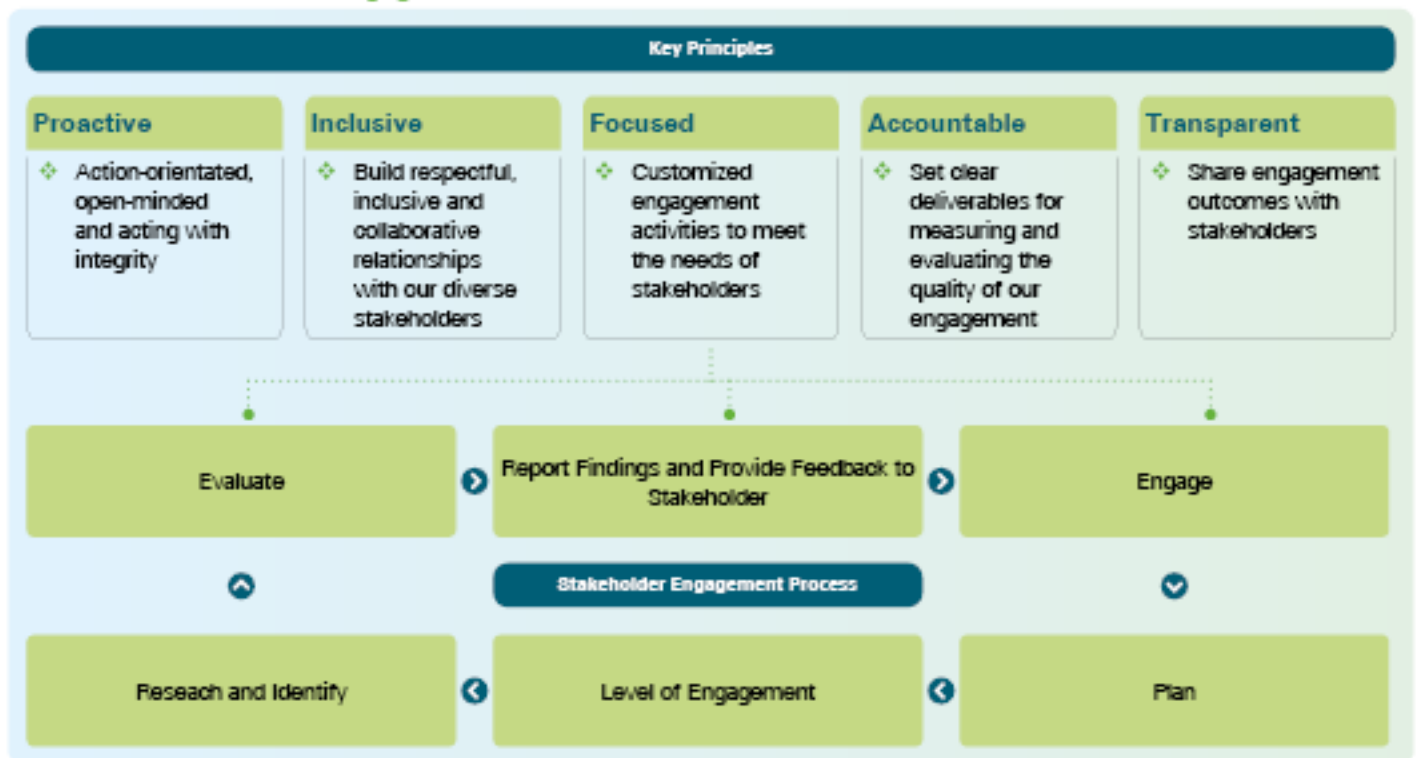 Key Principles
Proactive
Action-orientated,
open-minded
and acting with
integrity
Inclusive
Build respectful,
inclusive and
collaborative
relationships
with our diverse
stakeholders
Focused
Customized
engagement
activities to meet
the needs of
stakeholders
Accountable
Set clear
deliverables for
measuring and
evaluating the
quality of our
engagement
Transparent
Share engagement
outcomes with
stakeholders
Evaluate
Report Findings and Provide Feedback to
Stakeholder
Engage
Stakeholder Engagement Process
Reseach and Identify
Level of Engagement
Plan